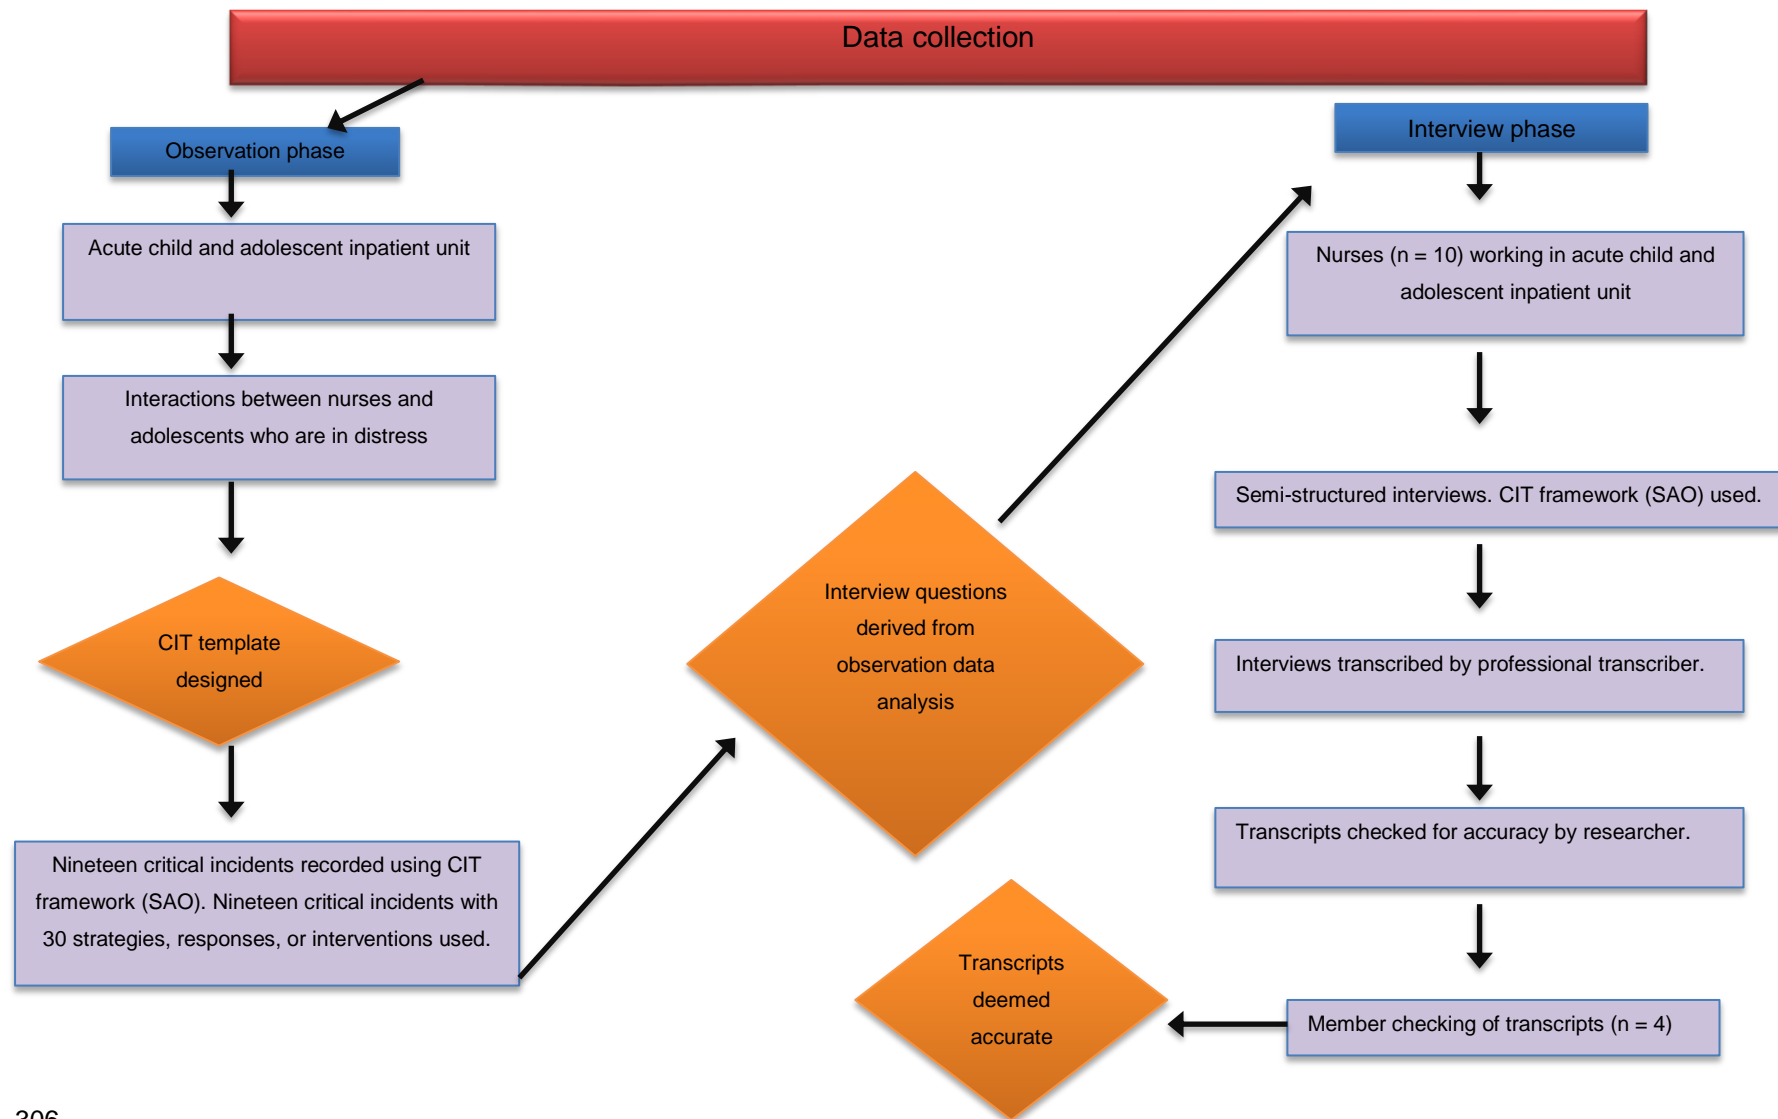 Data collection
Observation phase
Acute child and adolescent inpatient unit
Interactions between nurses and
adolescents who are in distress
CIT template
designed
Nineteen critical incidents recorded using CIT
framework (SAO). Nineteen critical incidents with
30 strategies, responses, or interventions used.
Interview questions
derived from
observation data
analysis
Interview phase
Nurses (n = 10) working in acute child and
adolescent inpatient unit
Semi-structured interviews. CIT framework (SAO) used.
Interviews transcribed by professional transcriber.
Transcripts checked for accuracy by researcher.
Member checking of transcripts (n = 4)
Transcripts
deemed
accurate
306